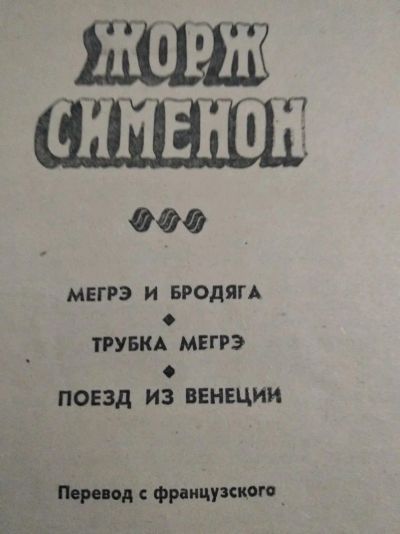 ЖОРЖ
СИМЕНОН
МЕГРЭ И БРОДЯГА
ТРУБКА МЕГРЭ
ПОЕЗД ИЗ ВЕНЕЦИИ
Перевод с французского